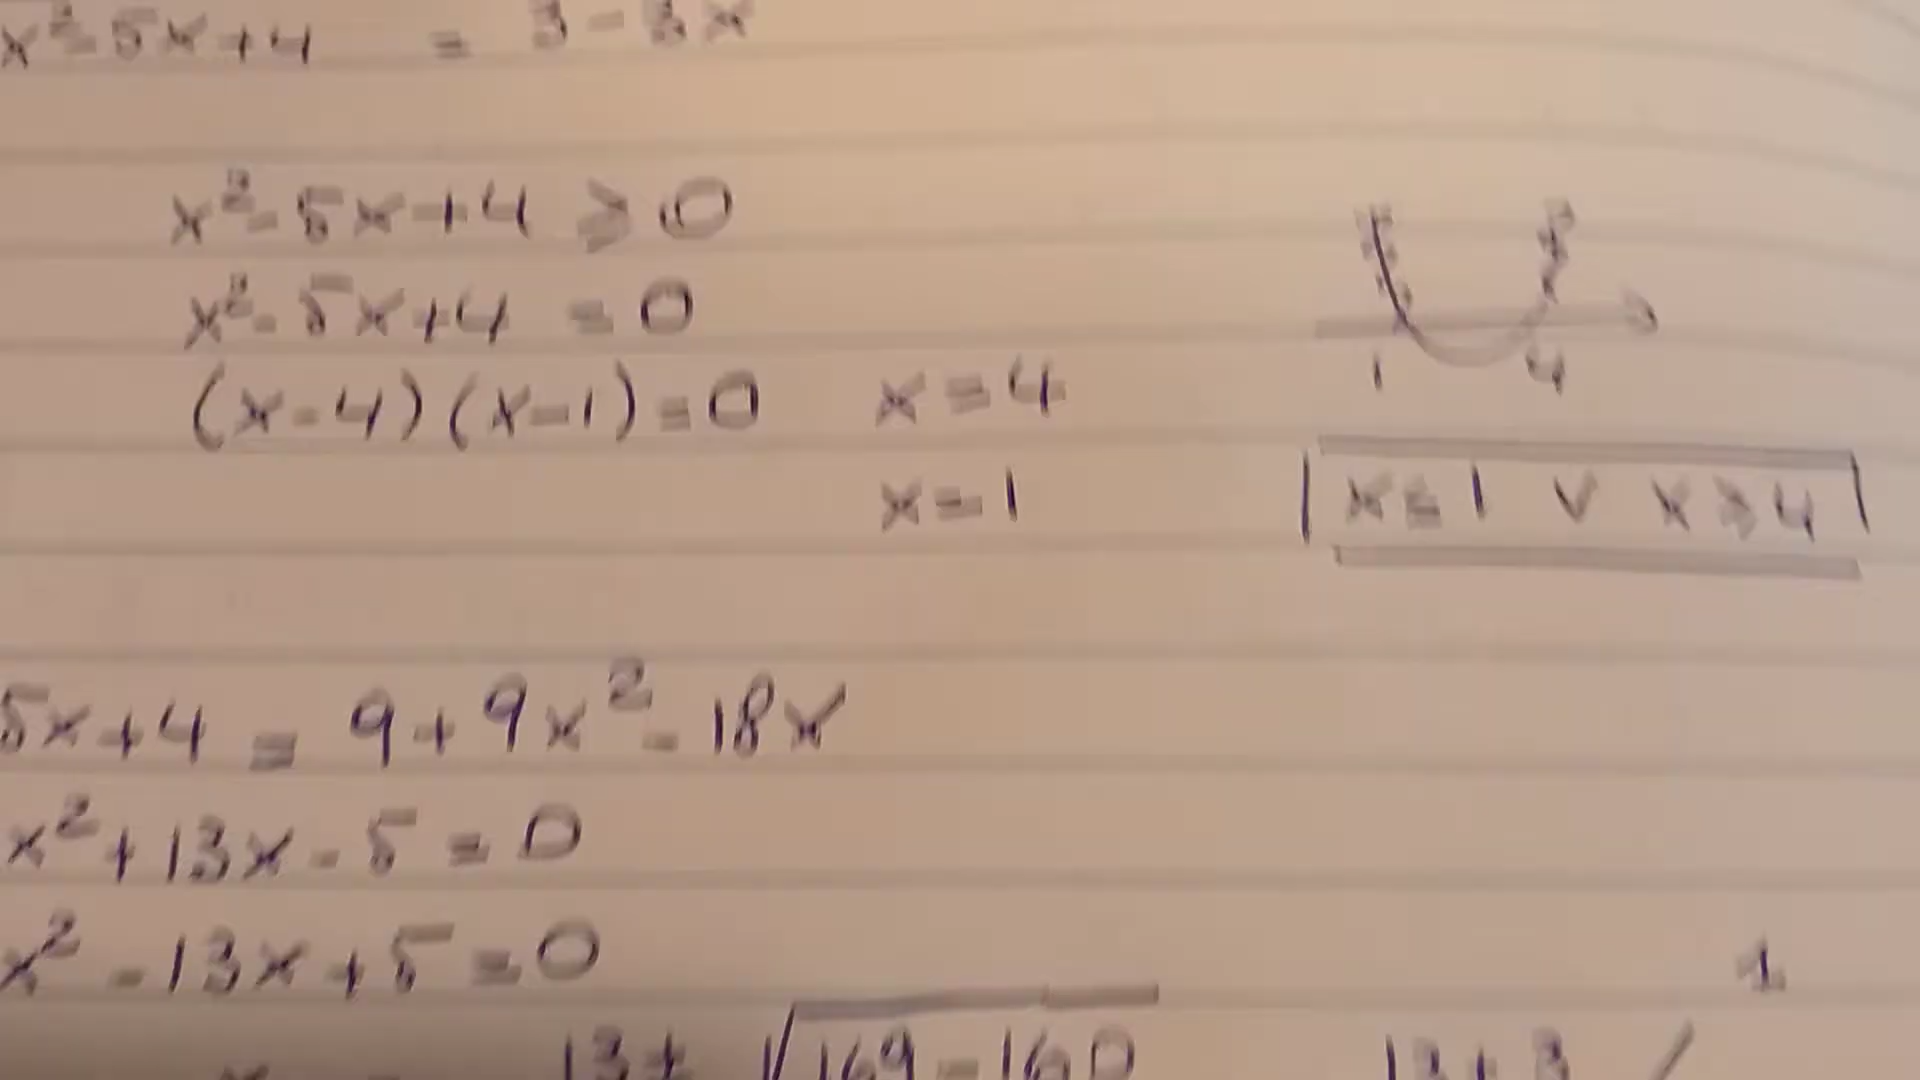 x²-5x+4 = 3-3x
x²-5x+4 ⩾ 0
x²-5x+4 = 0
(x-4)(x-1)=0 x=4
1 4
x=1 x≤1 ∨ x⩾4
5x+4 = 9+9x²-18x
x²+13x-5=0
x²-13x+5=0
1
13± √169-160 13+3